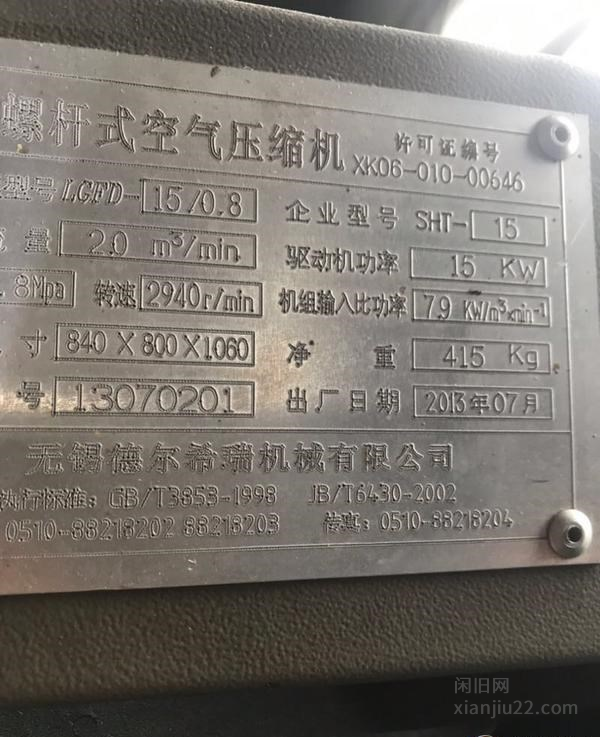 螺杆式空气压缩机 许可证编号
XK06-010-00646
型号 LGFD- 15/0.8 企业型号 SHT- 15
流量 2.0 m³/min 驱动机功率 15 KW
.8Mpa 转速 2940r/min 机组输入比功率 7.9 KW/m³×min⁻¹
寸 840×800×1060 净 重 415 Kg
号 13070201 出厂日期 2013年07月
无锡德尔希瑞机械有限公司
执行标准: GB/T3853-1998 JB/T6430-2002
0510-88218202 88218203 传真: 0510-88218204
闲旧网
xianjiu22.com